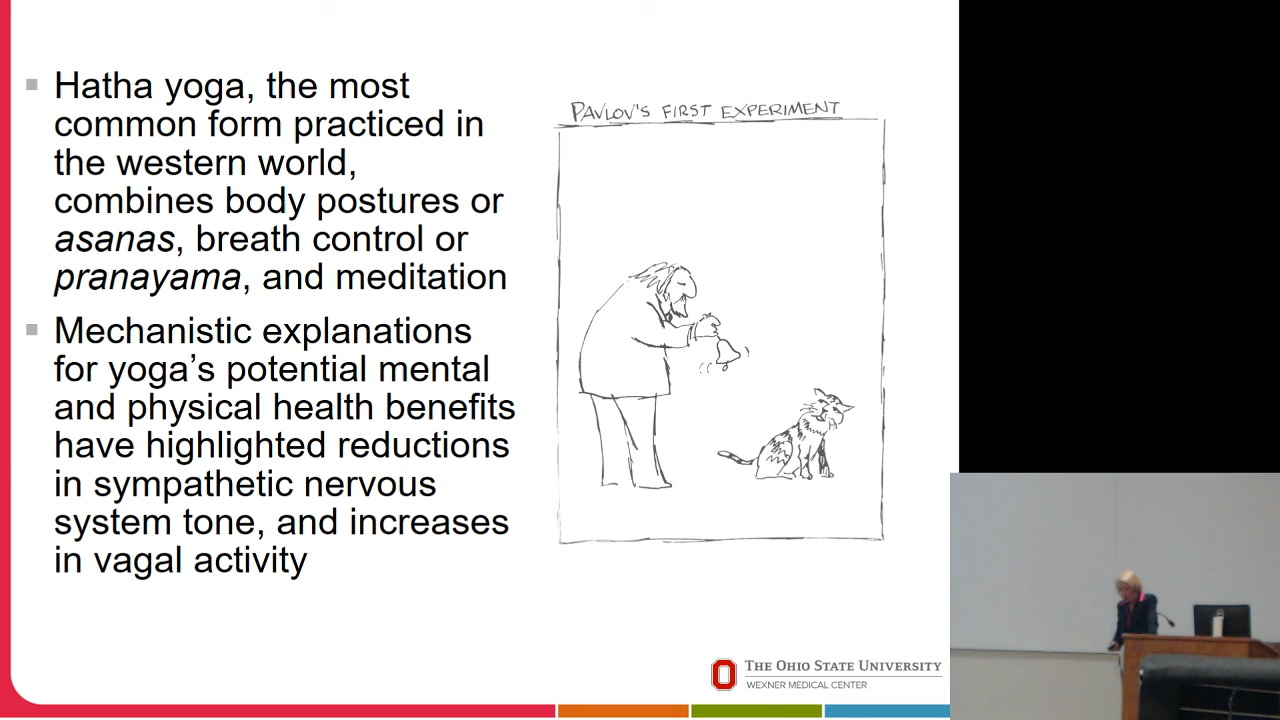 Hatha yoga, the most
common form practiced in
the western world,
combines body postures or
asanas, breath control or
pranayama, and meditation
Mechanistic explanations
for yoga’s potential mental
and physical health benefits
have highlighted reductions
in sympathetic nervous
system tone, and increases
in vagal activity
PAVLOV'S FIRST EXPERIMENT
THE OHIO STATE UNIVERSITY
WEXNER MEDICAL CENTER